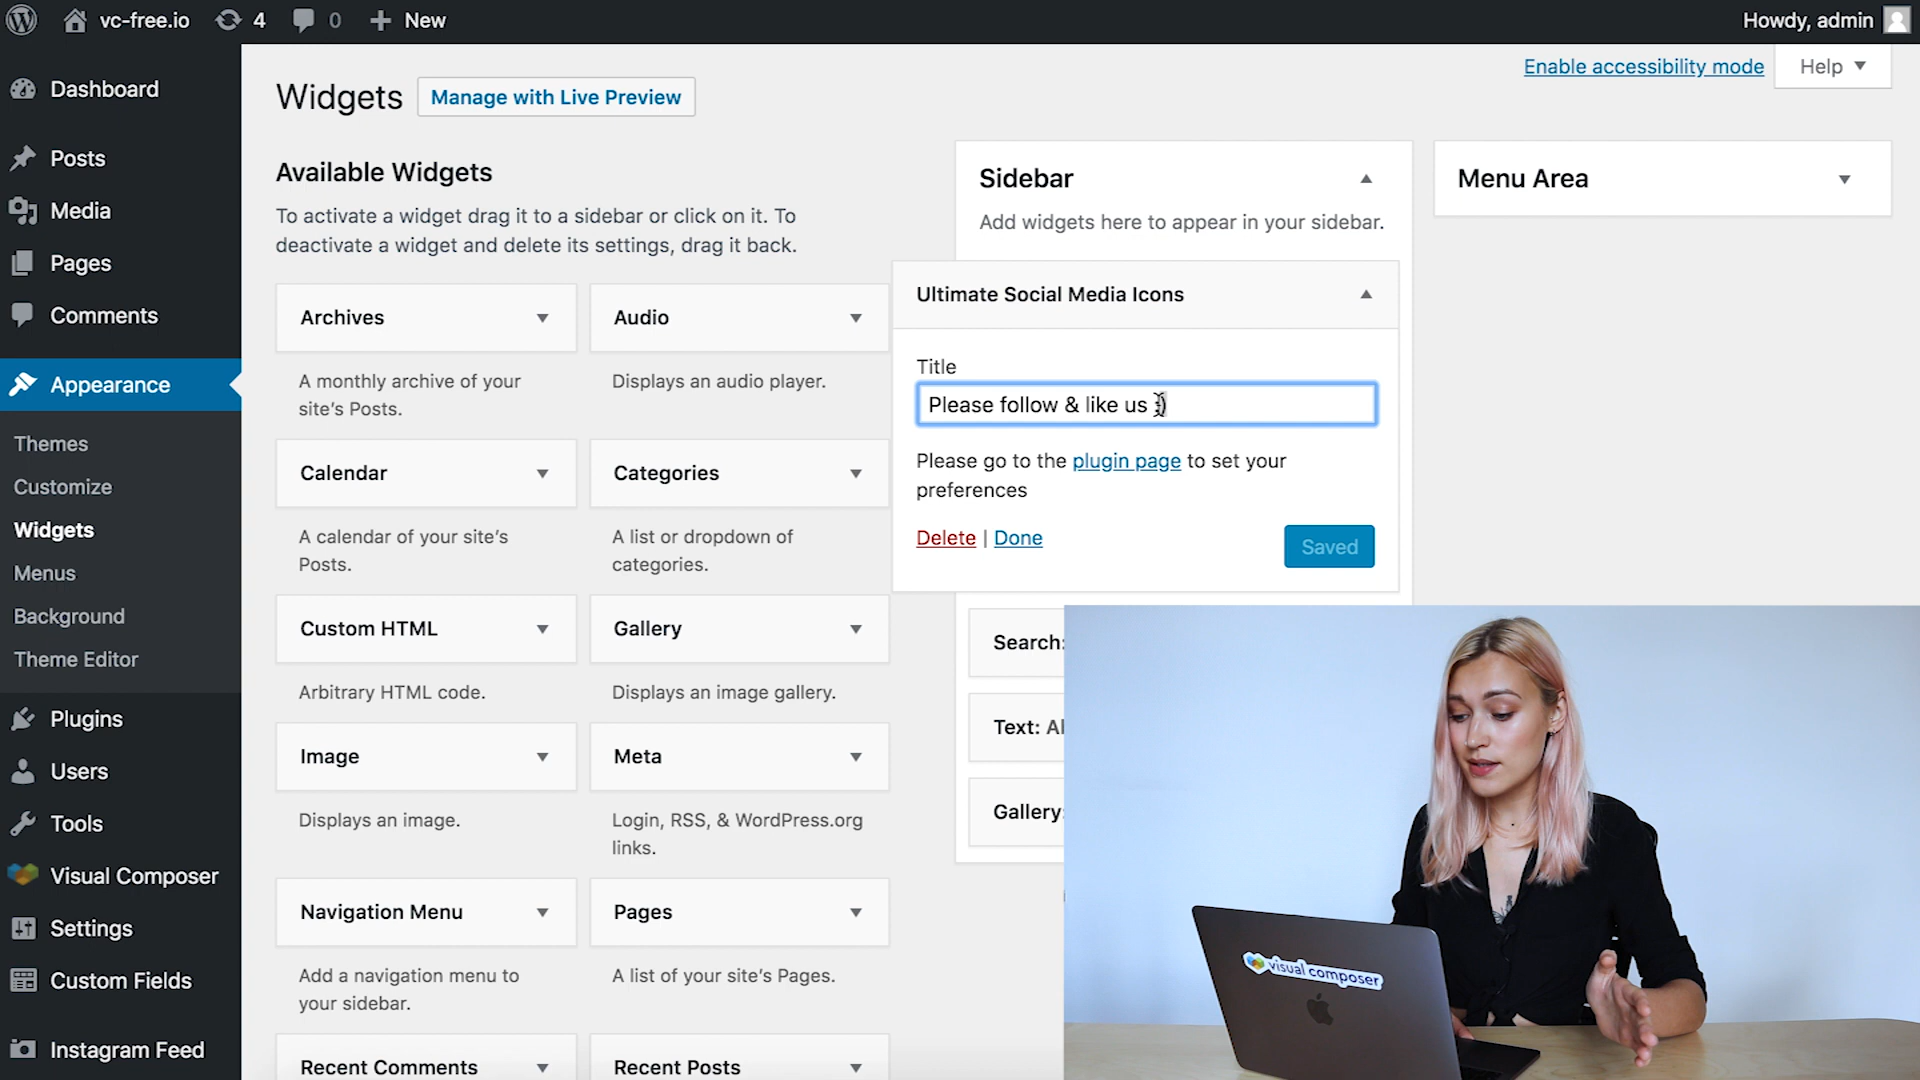 vc-free.io
4
0
New
Howdy, admin
Dashboard
Posts
Media
Pages
Comments
Appearance
Themes
Customize
Widgets
Menus
Background
Theme Editor
Plugins
Users
Tools
Visual Composer
Settings
Custom Fields
Instagram Feed
Widgets
Manage with Live Preview
Enable accessibility mode
Help
Available Widgets
To activate a widget drag it to a sidebar or click on it. To
deactivate a widget and delete its settings, drag it back.
Archives
A monthly archive of your
site's Posts.
Audio
Displays an audio player.
Calendar
A calendar of your site's
Posts.
Categories
A list or dropdown of
categories.
Custom HTML
Arbitrary HTML code.
Gallery
Displays an image gallery.
Image
Displays an image.
Meta
Login, RSS, & WordPress.org
links.
Navigation Menu
Add a navigation menu to
your sidebar.
Pages
A list of your site's Pages.
Recent Comments
Recent Posts
Sidebar
Add widgets here to appear in your sidebar.
Ultimate Social Media Icons
Title
Please follow & like us :)
Please go to the plugin page to set your
preferences
Delete | Done
Saved
Search:
Text:
Gallery:
Menu Area
visual composer